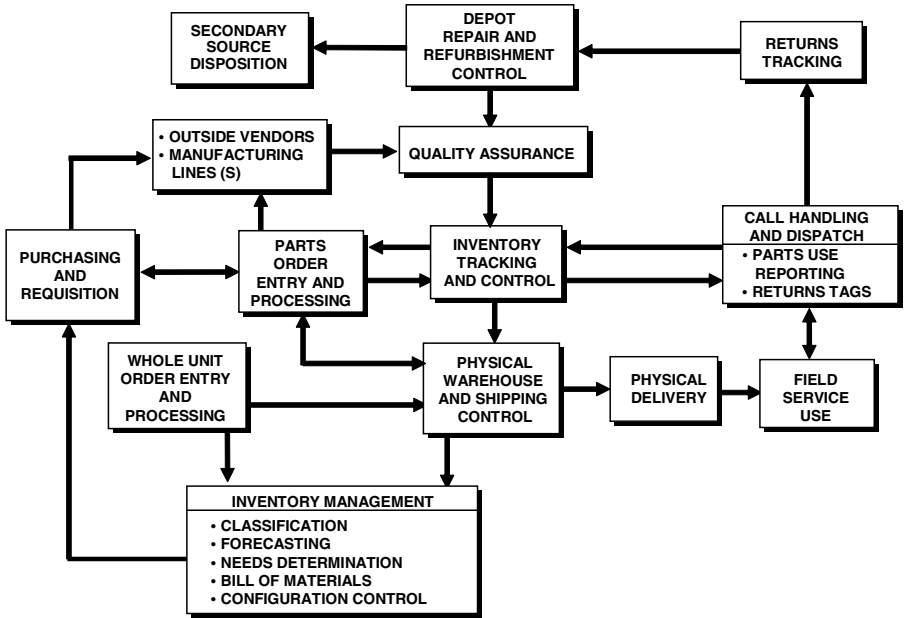 SECONDARY
SOURCE
DISPOSITION
DEPOT
REPAIR AND
REFURBISHMENT
CONTROL
RETURNS
TRACKING
• OUTSIDE VENDORS
• MANUFACTURING
LINES (S)
QUALITY ASSURANCE
PURCHASING
AND
REQUISITION
PARTS
ORDER
ENTRY AND
PROCESSING
INVENTORY
TRACKING
AND CONTROL
CALL HANDLING
AND DISPATCH
• PARTS USE
REPORTING
• RETURNS TAGS
WHOLE UNIT
ORDER ENTRY
AND
PROCESSING
PHYSICAL
WAREHOUSE
AND SHIPPING
CONTROL
PHYSICAL
DELIVERY
FIELD
SERVICE
USE
INVENTORY MANAGEMENT
• CLASSIFICATION
• FORECASTING
• NEEDS DETERMINATION
• BILL OF MATERIALS
• CONFIGURATION CONTROL